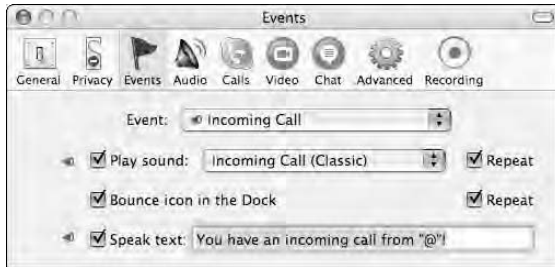 Events
General Privacy Events Audio Calls Video Chat Advanced Recording
Event: Incoming Call
Play sound: Incoming Call (Classic) Repeat
Bounce icon in the Dock Repeat
Speak text: You have an incoming call from "@"!